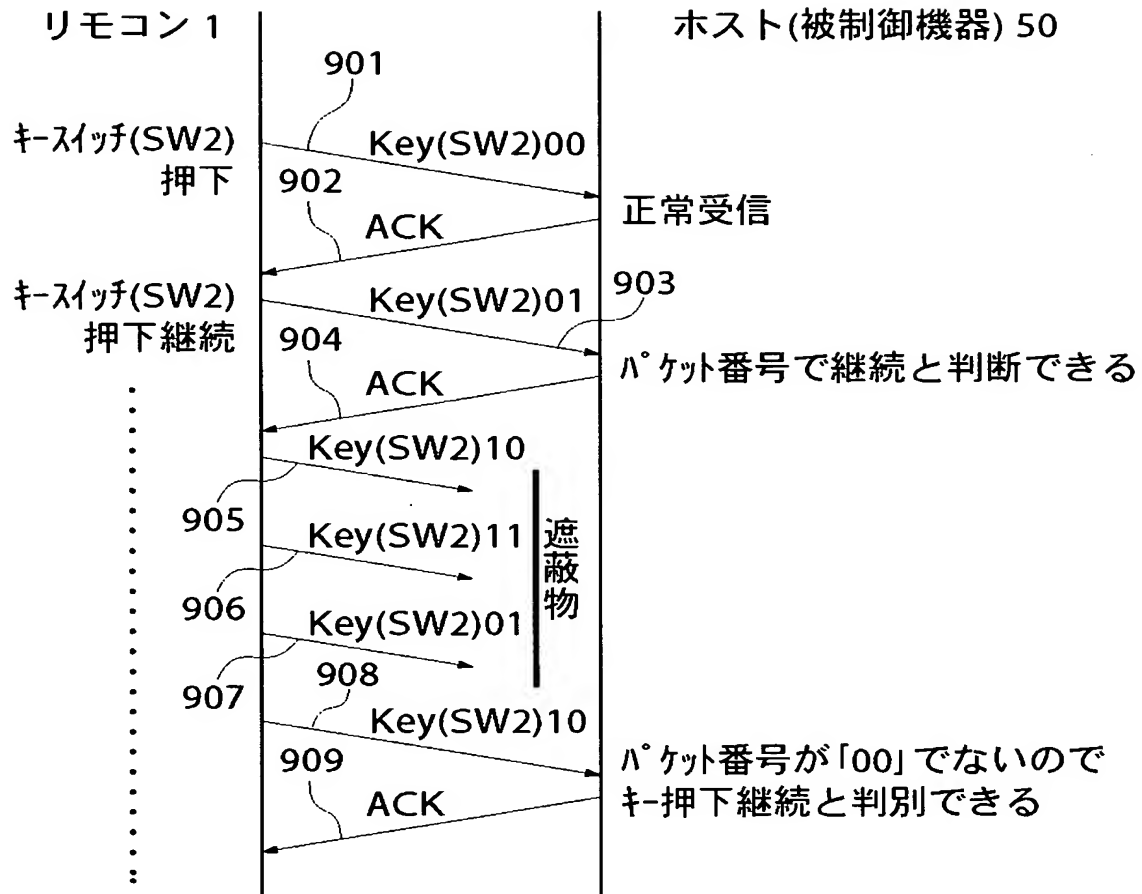 リモコン 1
ホスト(被制御機器) 50
901
ｷｰｽｲｯﾁ(SW2)
押下
Key(SW2)00
902
ACK
正常受信
903
ｷｰｽｲｯﾁ(SW2)
押下継続
Key(SW2)01
904
ACK
ﾊﾟｹｯﾄ番号で継続と判断できる
Key(SW2)10
905
Key(SW2)11
906
遮蔽物
Key(SW2)01
907
908
Key(SW2)10
909
ACK
ﾊﾟｹｯﾄ番号が「00」でないので
ｷｰ押下継続と判別できる